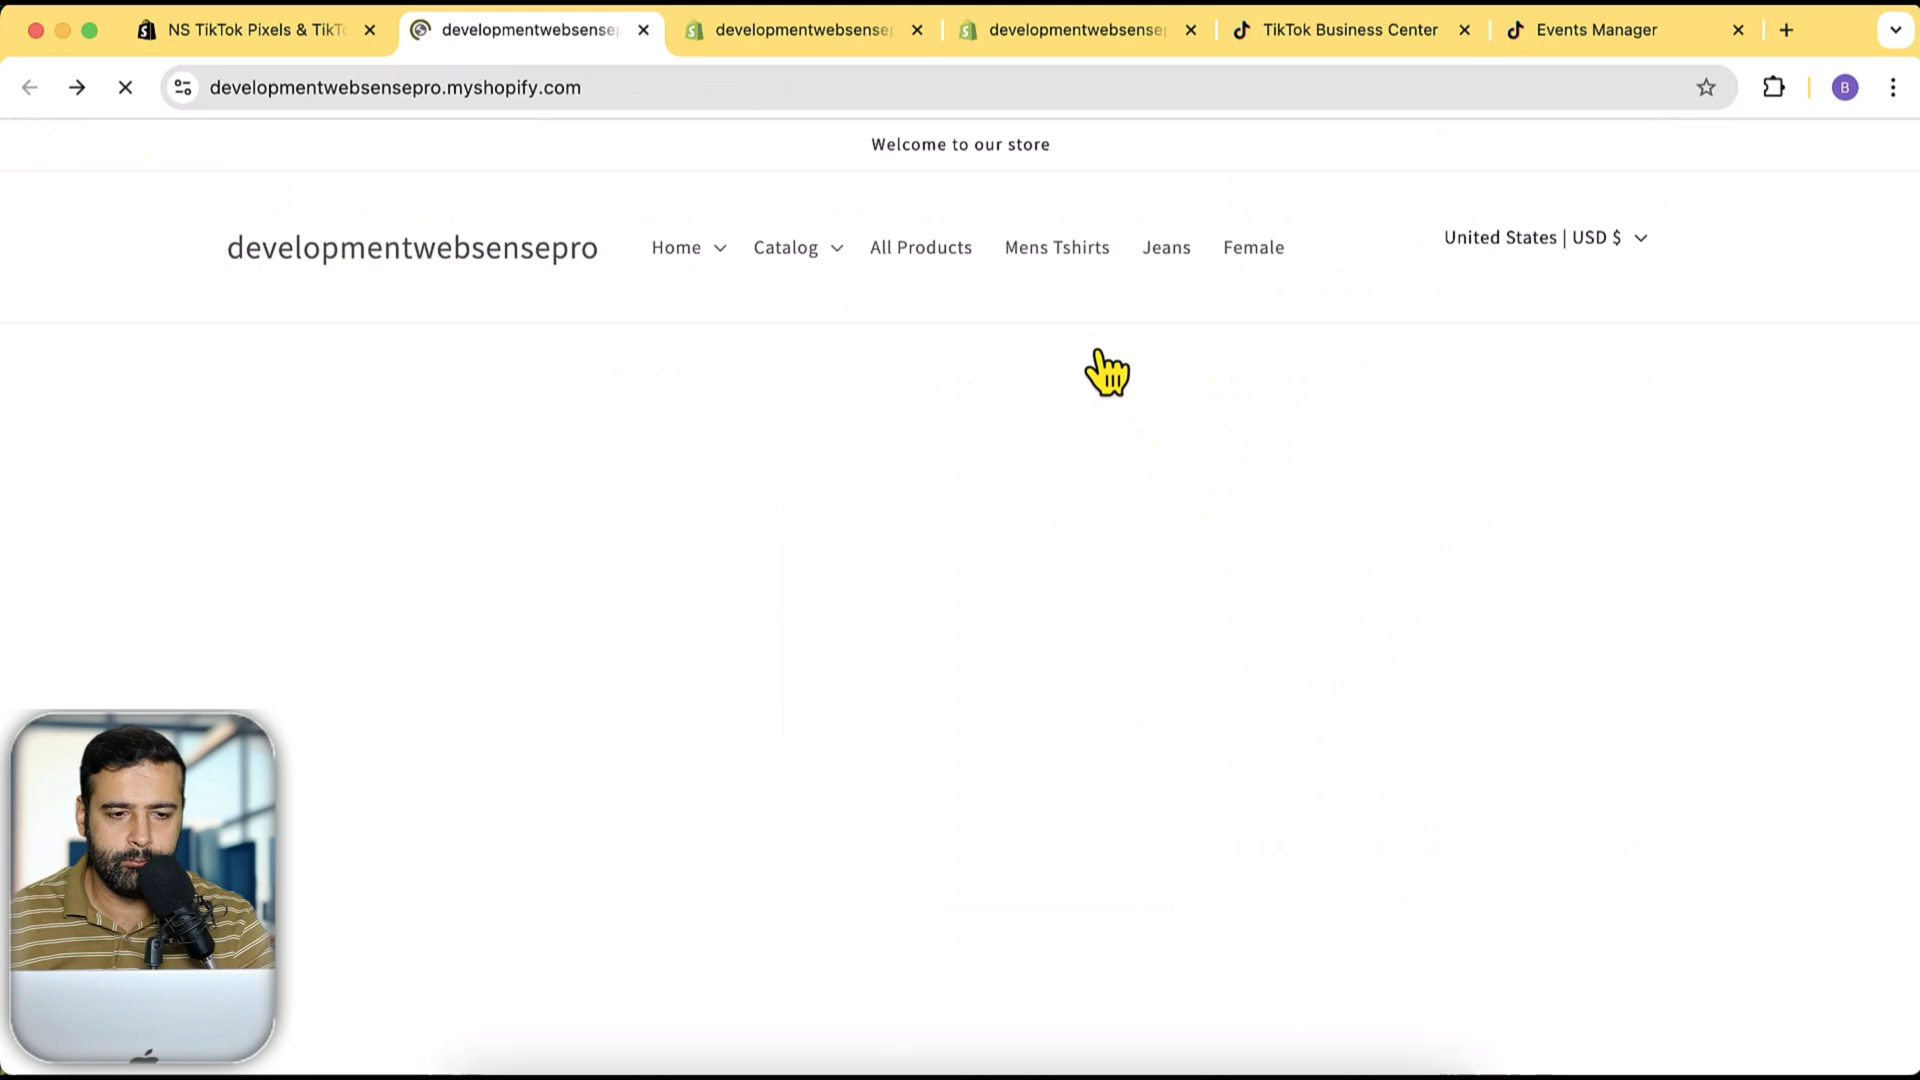 NS TikTok Pixels & TikT
developmentwebsense
developmentwebsense
developmentwebsense
TikTok Business Center
Events Manager
developmentwebsensepro.myshopify.com
B
Welcome to our store
developmentwebsensepro
Home
Catalog
All Products
Mens Tshirts
Jeans
Female
United States | USD $